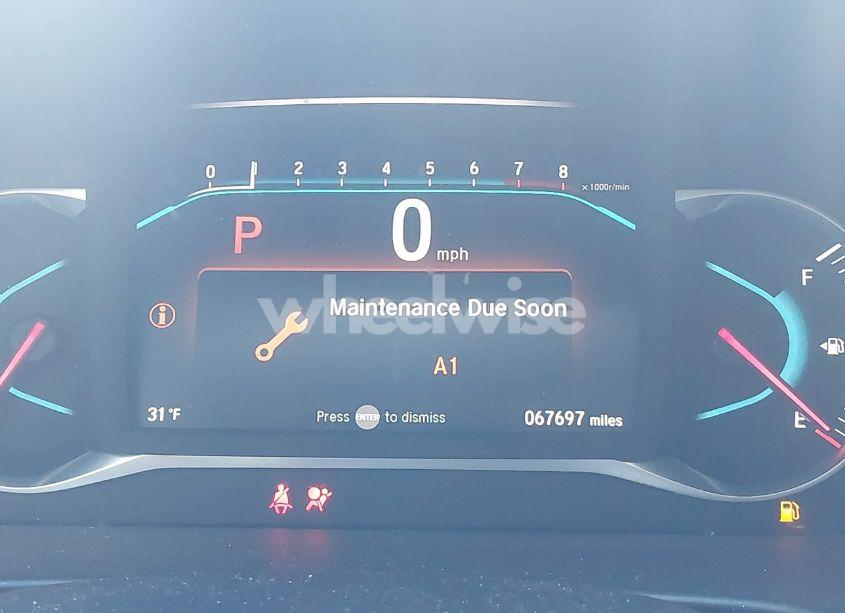 0 1 2 3 4 5 6 7 8
×1000r/min
P
0 mph
F
wheelwise
Maintenance Due Soon
A1
31°F
Press ENTER to dismiss
067697 miles
E